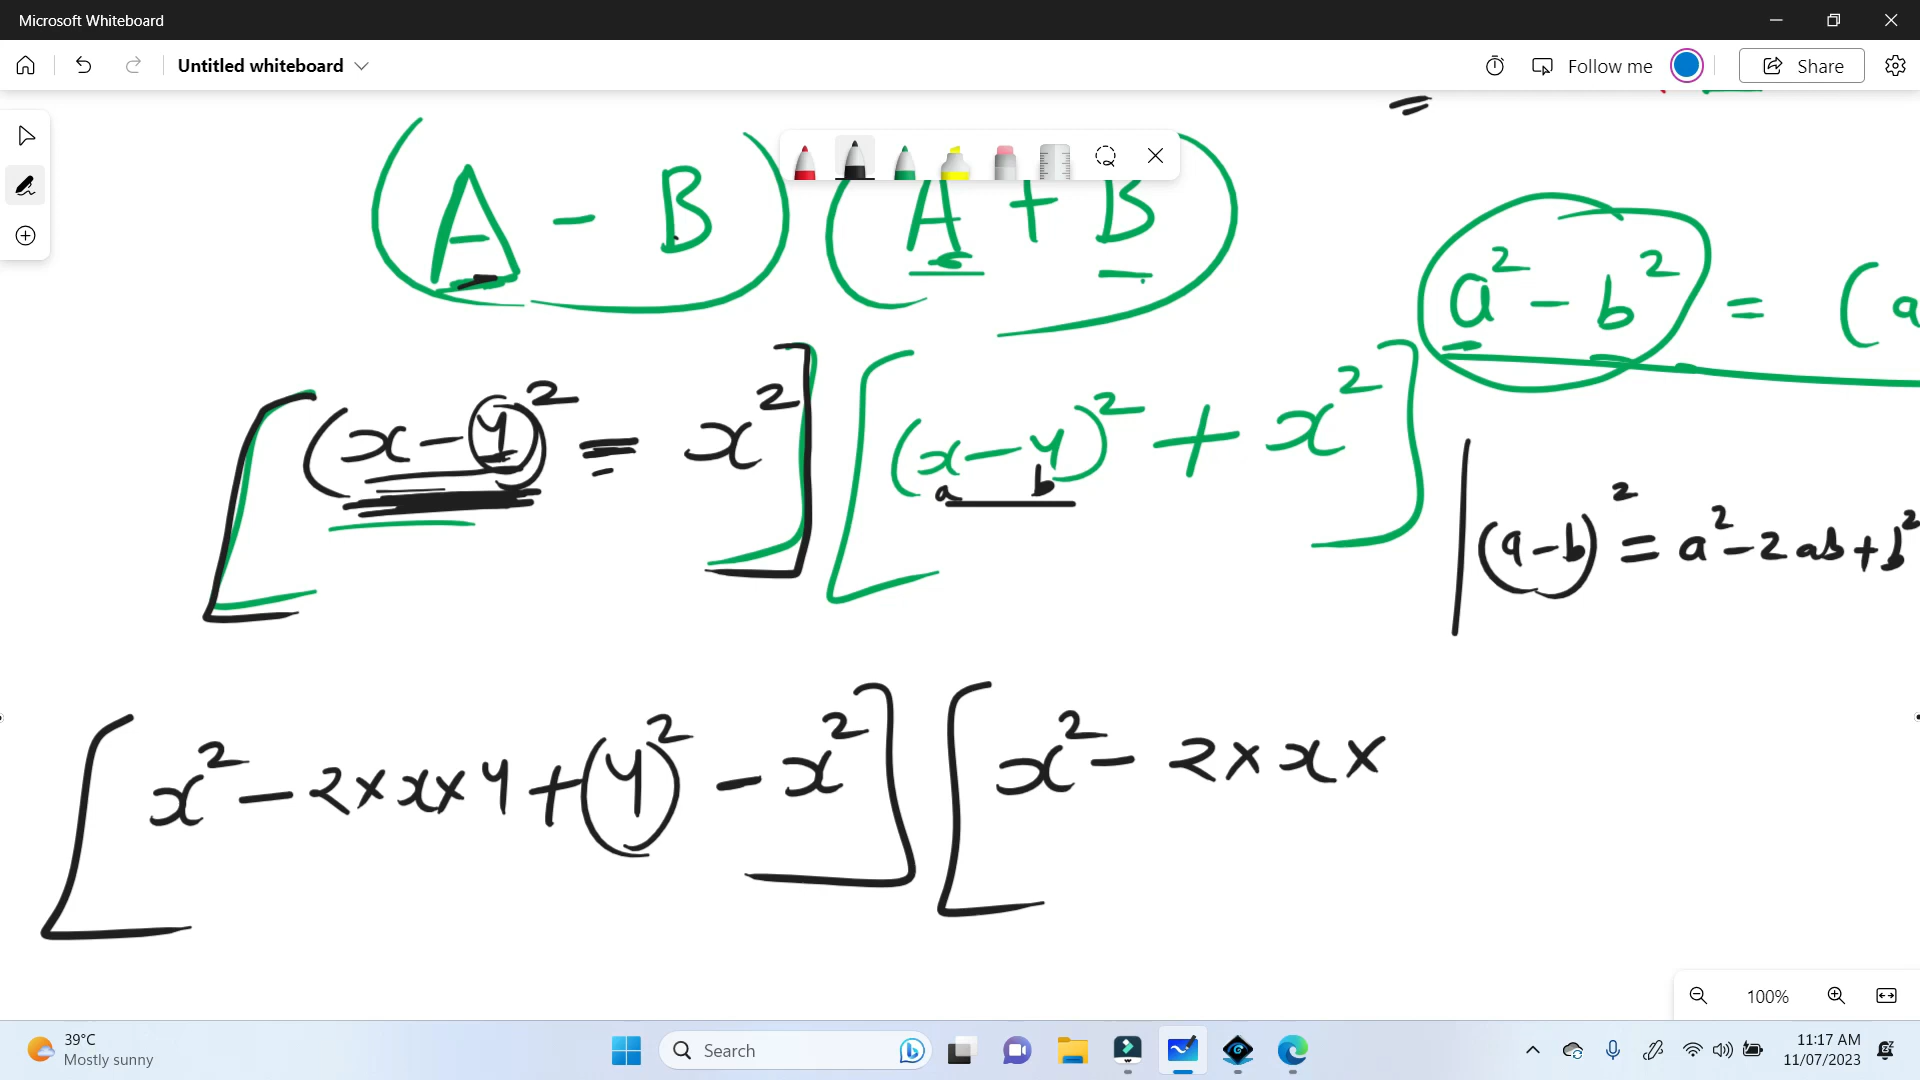 Microsoft Whiteboard
Untitled whiteboard
Follow me
Share
=
(A - B) (A + B)
a² - b² = (a
[(x-y)² = x²] [(x-y)² + x²]
a b
(a-b)² = a²-2ab+b²
[x² - 2×x×y + (y)² - x²] [x² - 2×x×
100%
39°C
Mostly sunny
Search
11:17 AM
11/07/2023